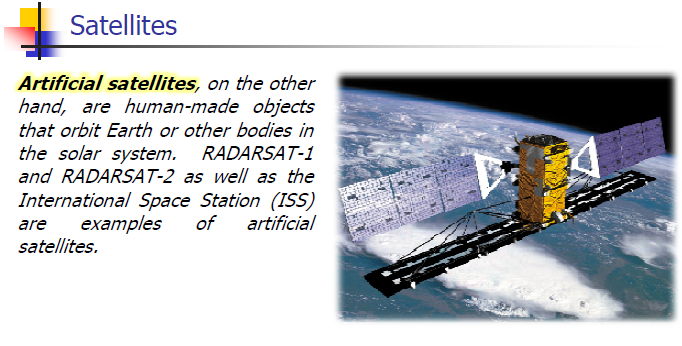 Satellites
Artificial satellites, on the other
hand, are human-made objects
that orbit Earth or other bodies in
the solar system. RADARSAT-1
and RADARSAT-2 as well as the
International Space Station (ISS)
are examples of artificial
satellites.